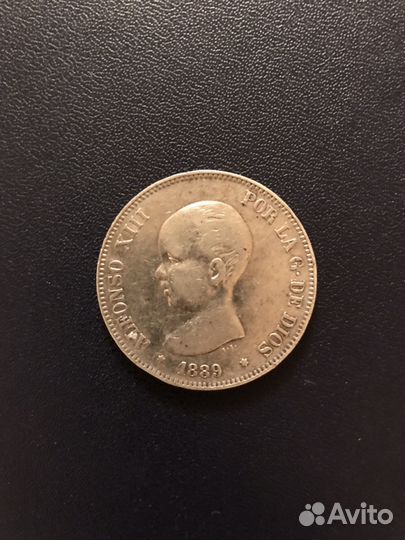 ALFONSO XIII POR LA G. DE DIOS
* 1889 *
Avito